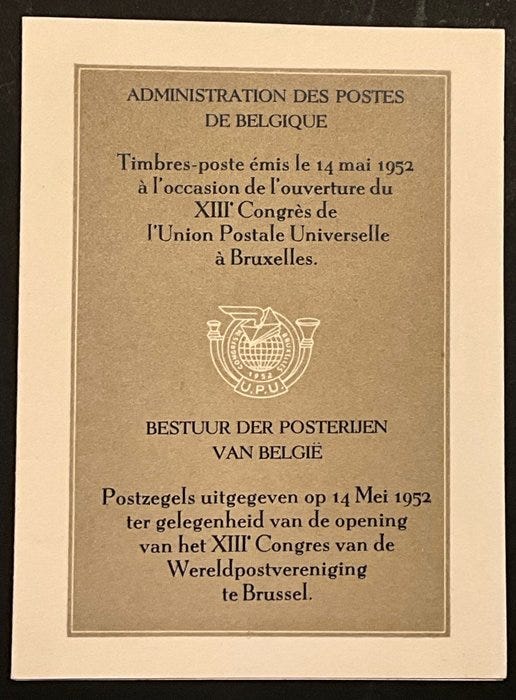 ADMINISTRATION DES POSTES
DE BELGIQUE
Timbres-poste émis le 14 mai 1952
à l'occasion de l'ouverture du
XIIIᵉ Congrès de
l'Union Postale Universelle
à Bruxelles.
BRUXELLES
1952
U.P.U.
BESTUUR DER POSTERIJEN
VAN BELGIË
Postzegels uitgegeven op 14 Mei 1952
ter gelegenheid van de opening
van het XIIIᵉ Congres van de
Wereldpostvereniging
te Brussel.